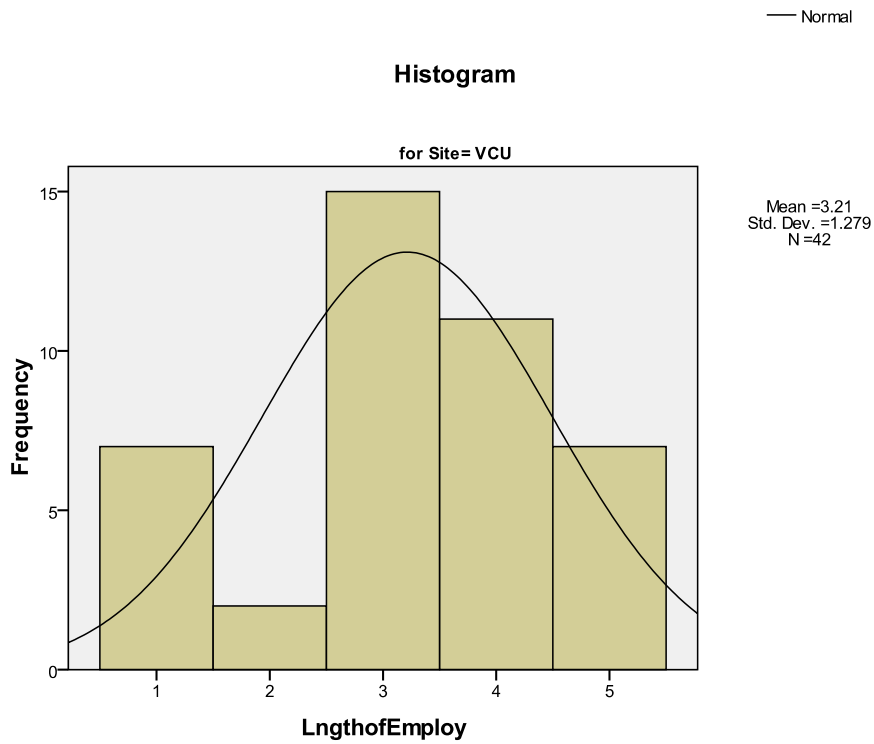 Normal
Histogram
for Site= VCU
Mean =3.21
Std. Dev. =1.279
N =42
15
10
5
0
Frequency
1 2 3 4 5
LngthofEmploy